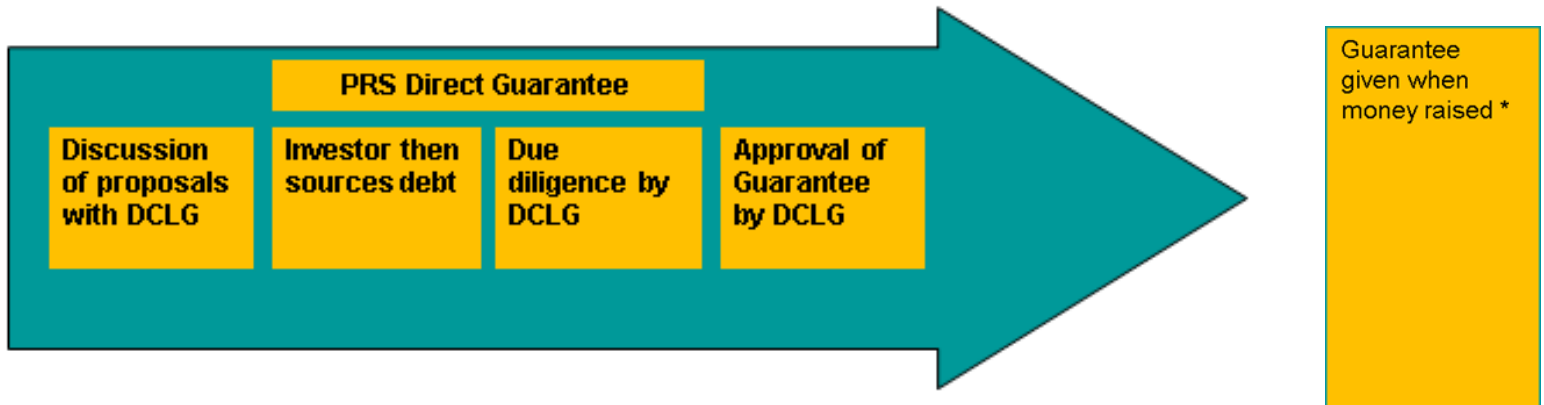 PRS Direct Guarantee
Discussion
of proposals
with DCLG
Investor then
sources debt
Due
diligence by
DCLG
Approval of
Guarantee
by DCLG
Guarantee
given when
money raised *